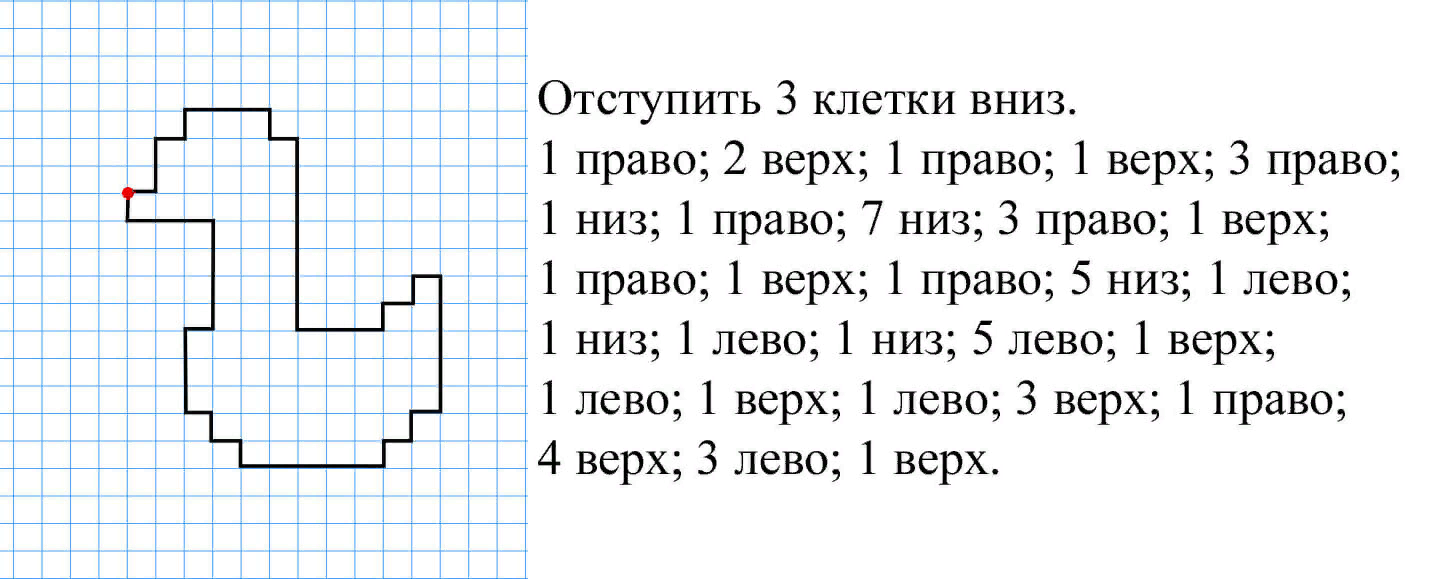 Отступить 3 клетки вниз.
1 право; 2 верх; 1 право; 1 верх; 3 право;
1 низ; 1 право; 7 низ; 3 право; 1 верх;
1 право; 1 верх; 1 право; 5 низ; 1 лево;
1 низ; 1 лево; 1 низ; 5 лево; 1 верх;
1 лево; 1 верх; 1 лево; 3 верх; 1 право;
4 верх; 3 лево; 1 верх.